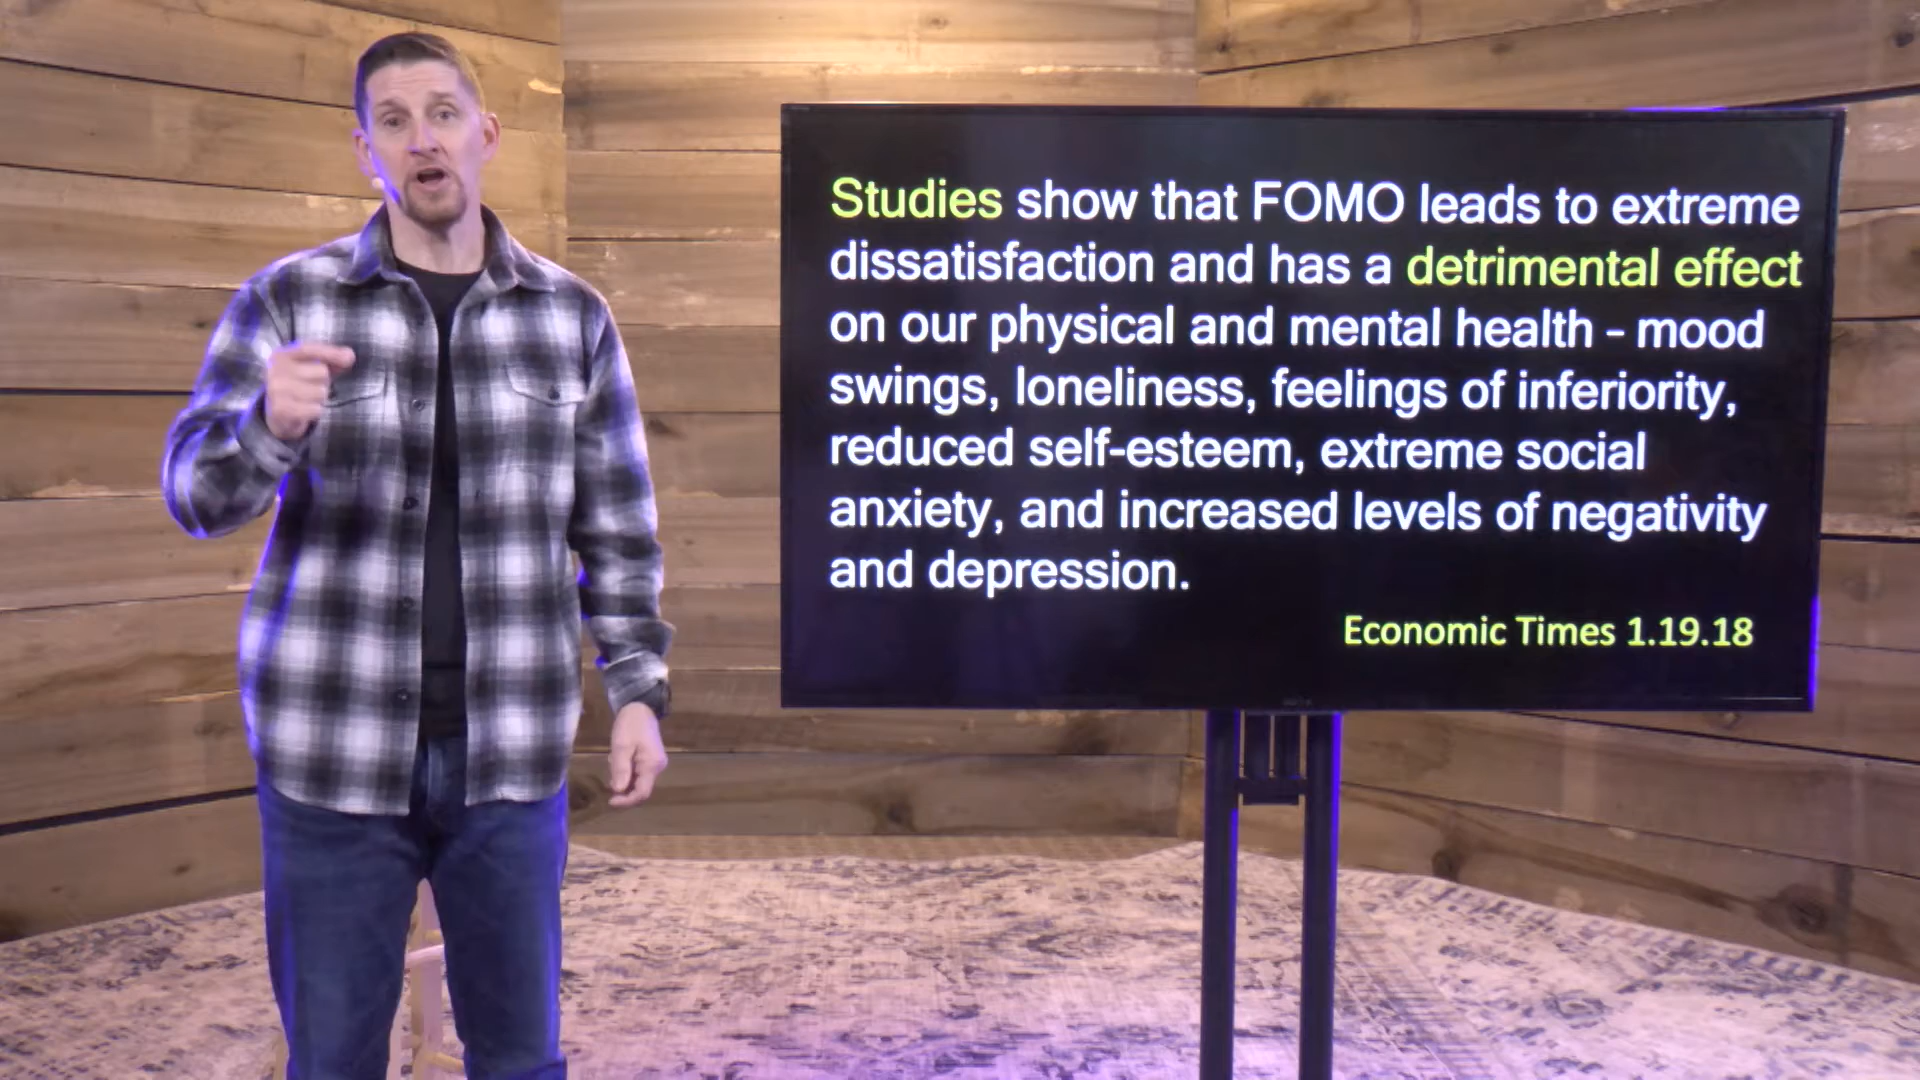 Studies show that FOMO leads to extreme
dissatisfaction and has a detrimental effect
on our physical and mental health - mood
swings, loneliness, feelings of inferiority,
reduced self-esteem, extreme social
anxiety, and increased levels of negativity
and depression.
Economic Times 1.19.18